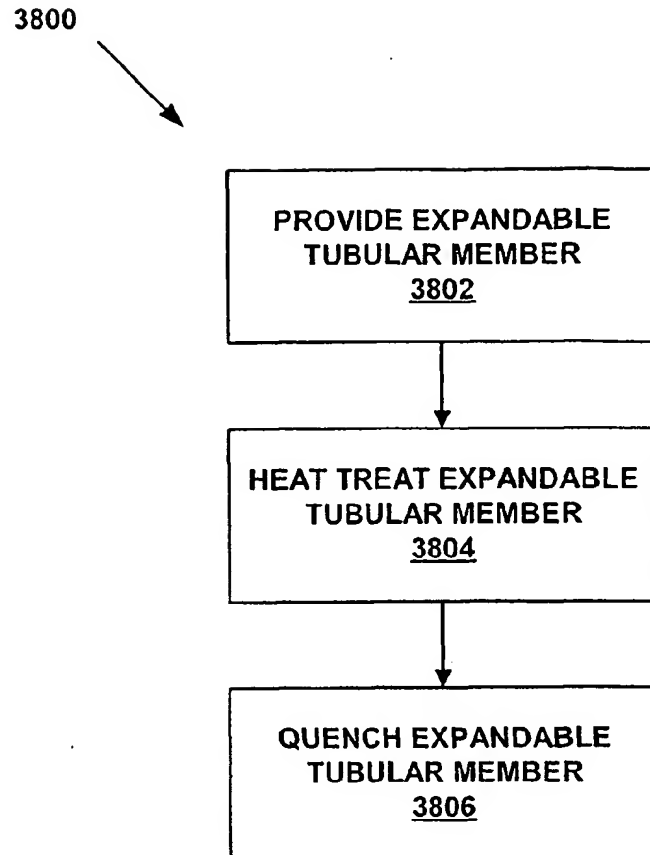 3800
PROVIDE EXPANDABLE
TUBULAR MEMBER
3802
HEAT TREAT EXPANDABLE
TUBULAR MEMBER
3804
QUENCH EXPANDABLE
TUBULAR MEMBER
3806